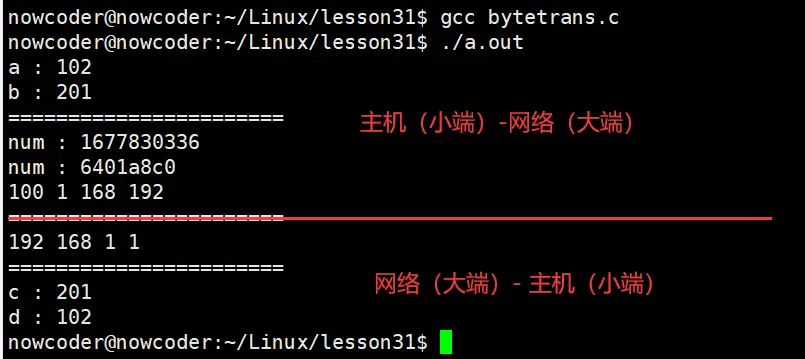 nowcoder@nowcoder:~/Linux/lesson31$ gcc bytetrans.c
nowcoder@nowcoder:~/Linux/lesson31$ ./a.out
a : 102
b : 201
========================
主机（小端）-网络（大端）
num : 1677830336
num : 6401a8c0
100 1 168 192
========================
192 168 1 1
========================
网络（大端）- 主机（小端）
c : 201
d : 102
nowcoder@nowcoder:~/Linux/lesson31$